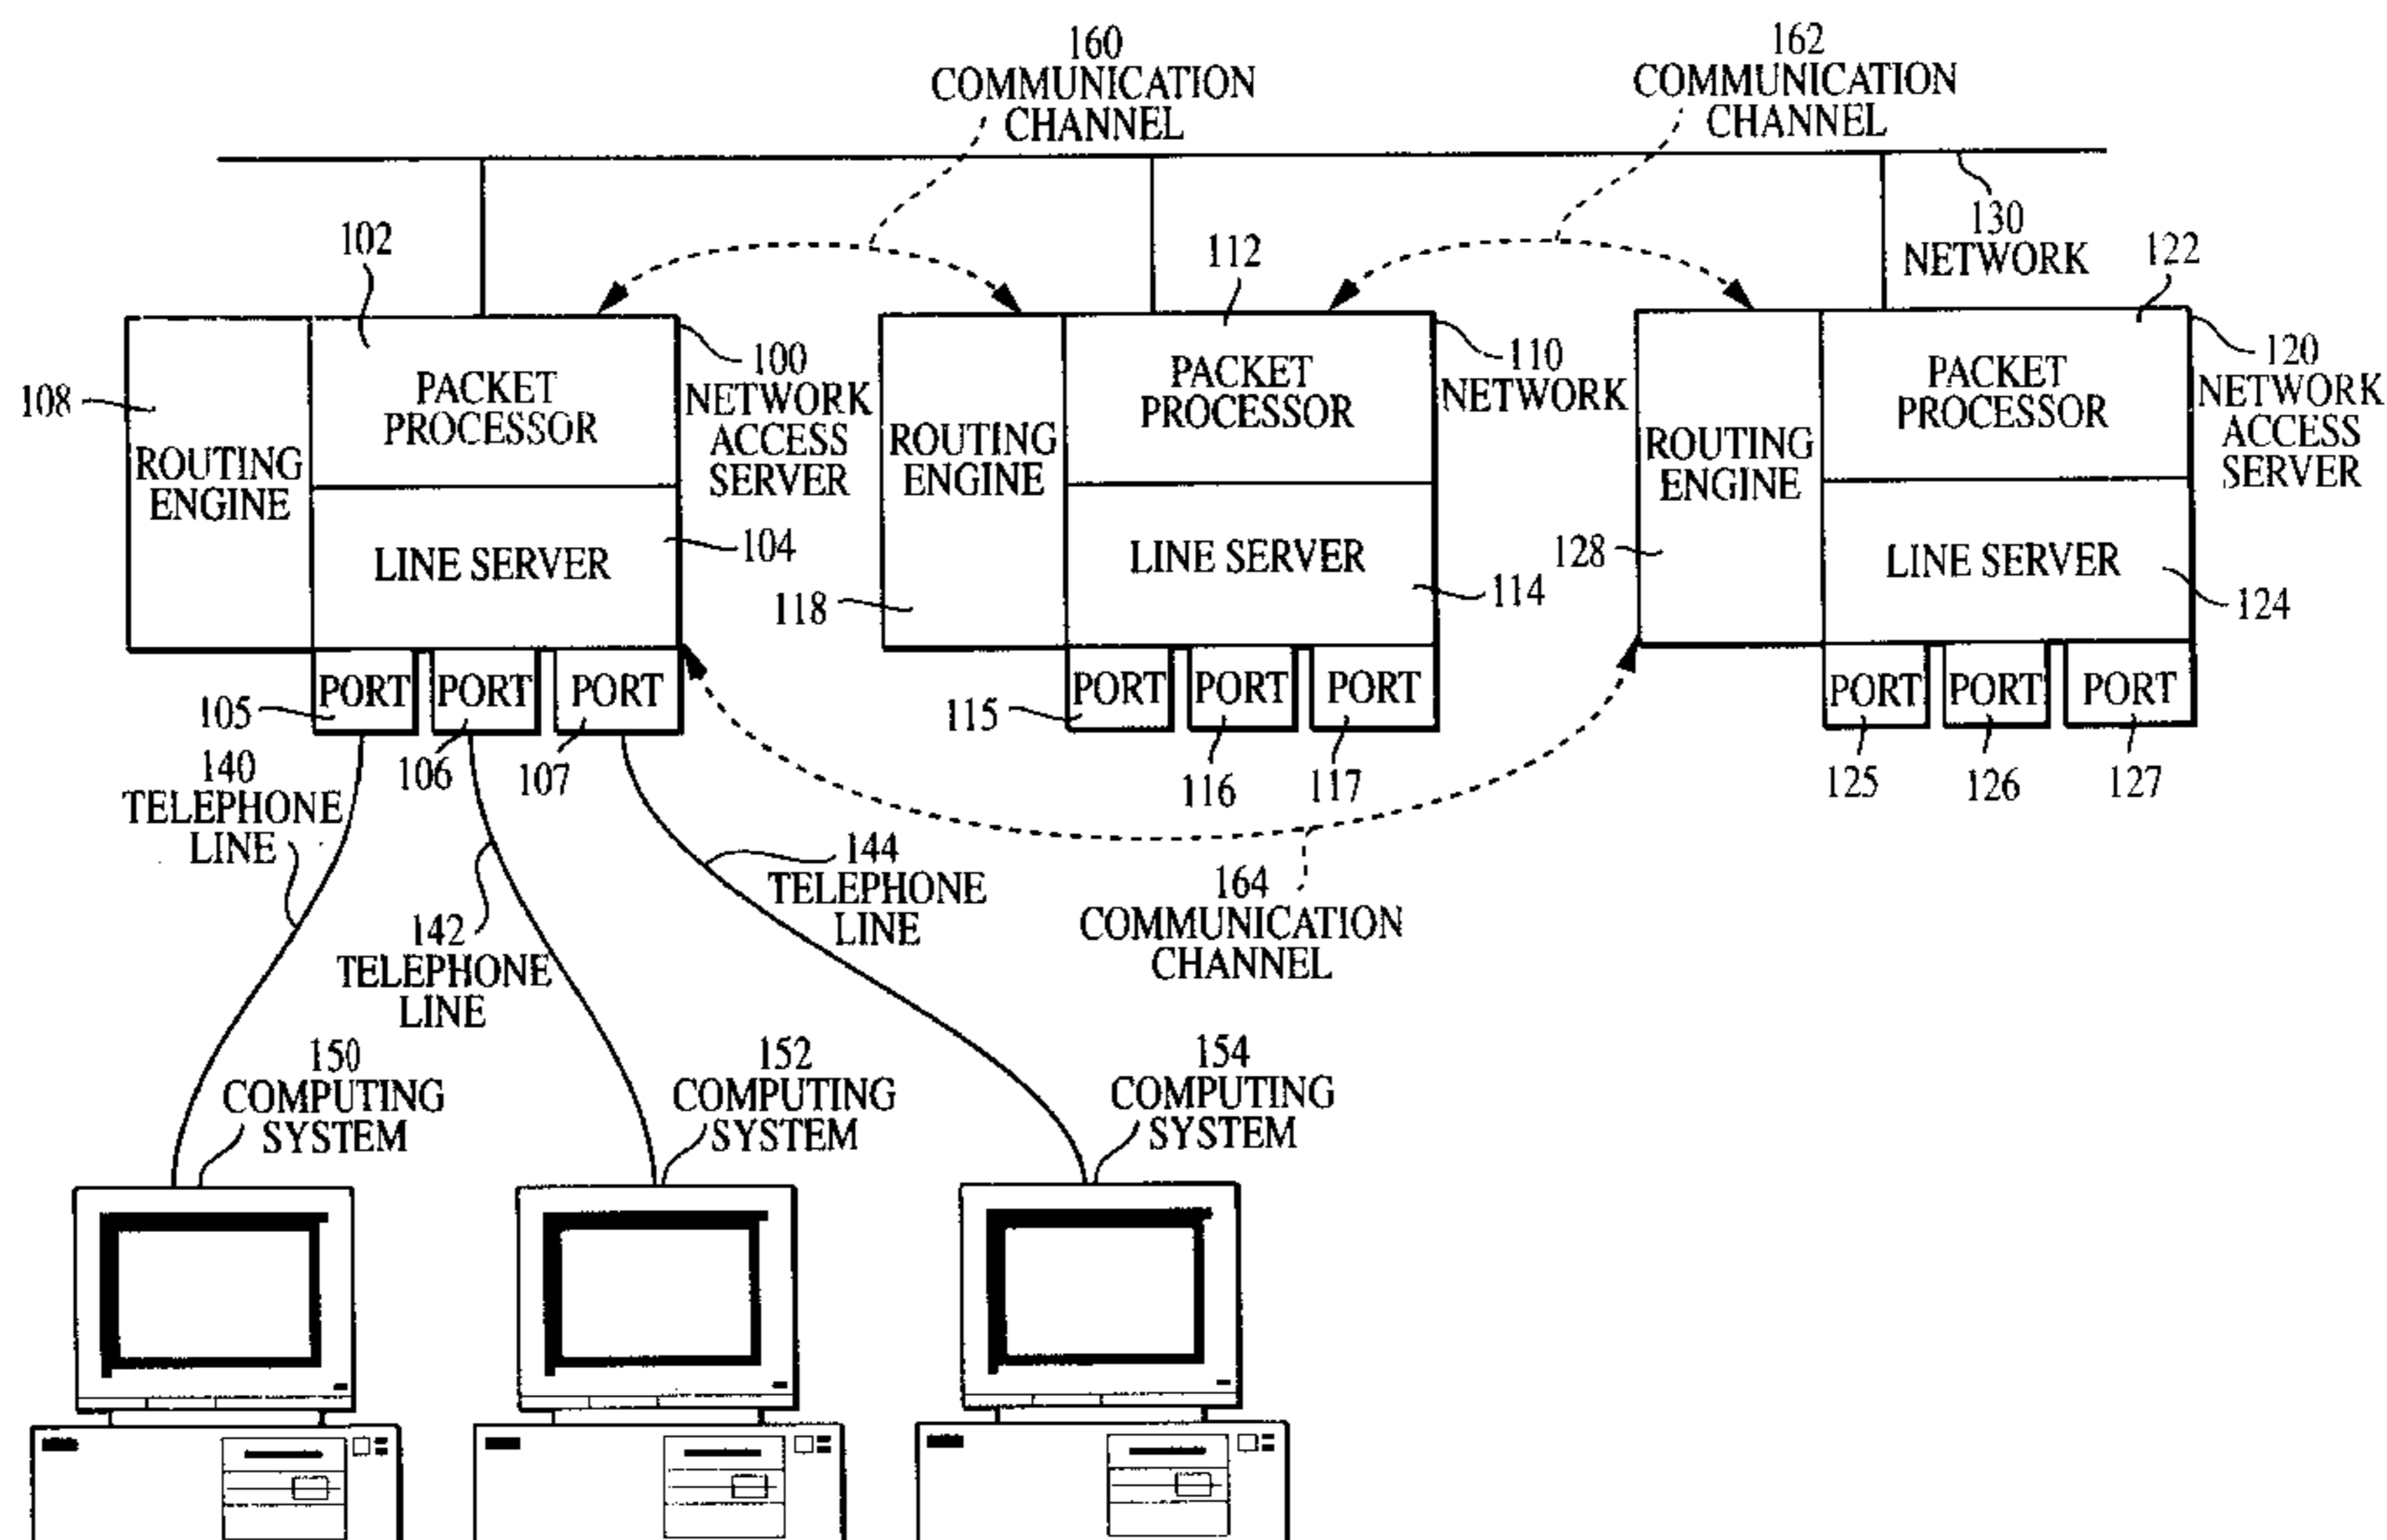 160
COMMUNICATION
CHANNEL
162
COMMUNICATION
CHANNEL
130
NETWORK
102
112
122
100
NETWORK
ACCESS
SERVER
110
NETWORK
120
NETWORK
ACCESS
SERVER
108
ROUTING
ENGINE
PACKET
PROCESSOR
LINE SERVER
104
ROUTING
ENGINE
PACKET
PROCESSOR
LINE SERVER
118
114
ROUTING
ENGINE
PACKET
PROCESSOR
LINE SERVER
128
124
PORT
PORT
PORT
105
106
107
PORT
PORT
PORT
115
116
117
PORT
PORT
PORT
125
126
127
140
TELEPHONE
LINE
142
TELEPHONE
LINE
144
TELEPHONE
LINE
164
COMMUNICATION
CHANNEL
150
COMPUTING
SYSTEM
152
COMPUTING
SYSTEM
154
COMPUTING
SYSTEM